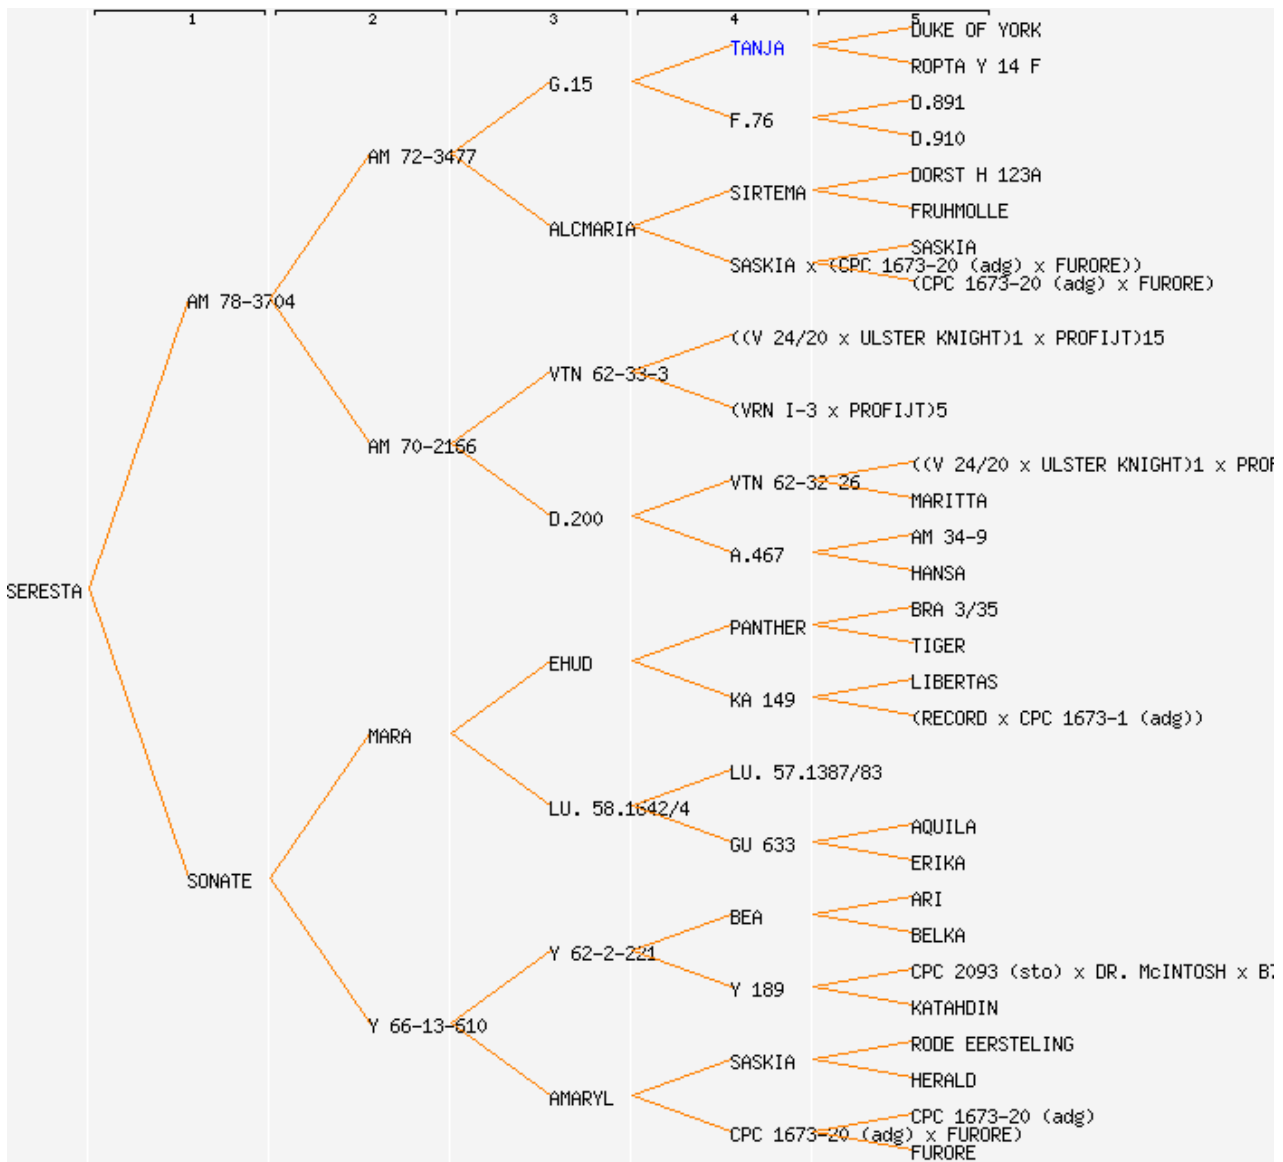 1 2 3 4 5
DUKE OF YORK
TANJA
ROPTA Y 14 F
G.15
D.891
F.76
D.910
AM 72-3477
DORST H 123A
SIRTEMA
FRUHMOLLE
ALCMARIA
SASKIA
SASKIA x (CPC 1673-20 (adg) x FURORE))
(CPC 1673-20 (adg) x FURORE)
AM 78-3704
((V 24/20 x ULSTER KNIGHT)1 x PROFIJT)15
VTN 62-33-3
(VRN I-3 x PROFIJT)5
AM 70-2166
((V 24/20 x ULSTER KNIGHT)1 x PROF
VTN 62-32-26
MARITTA
D.200
AM 34-9
A.467
HANSA
SERESTA
BRA 3/35
PANTHER
TIGER
EHUD
LIBERTAS
KA 149
(RECORD x CPC 1673-1 (adg))
MARA
LU. 57.1387/83
LU. 58.1642/4
AQUILA
GU 633
ERIKA
SONATE
ARI
BEA
BELKA
Y 62-2-221
CPC 2093 (sto) x DR. McINTOSH x B7
Y 189
KATAHDIN
Y 66-13-610
RODE EERSTELING
SASKIA
HERALD
AMARYL
CPC 1673-20 (adg)
CPC 1673-20 (adg) x FURORE)
FURORE